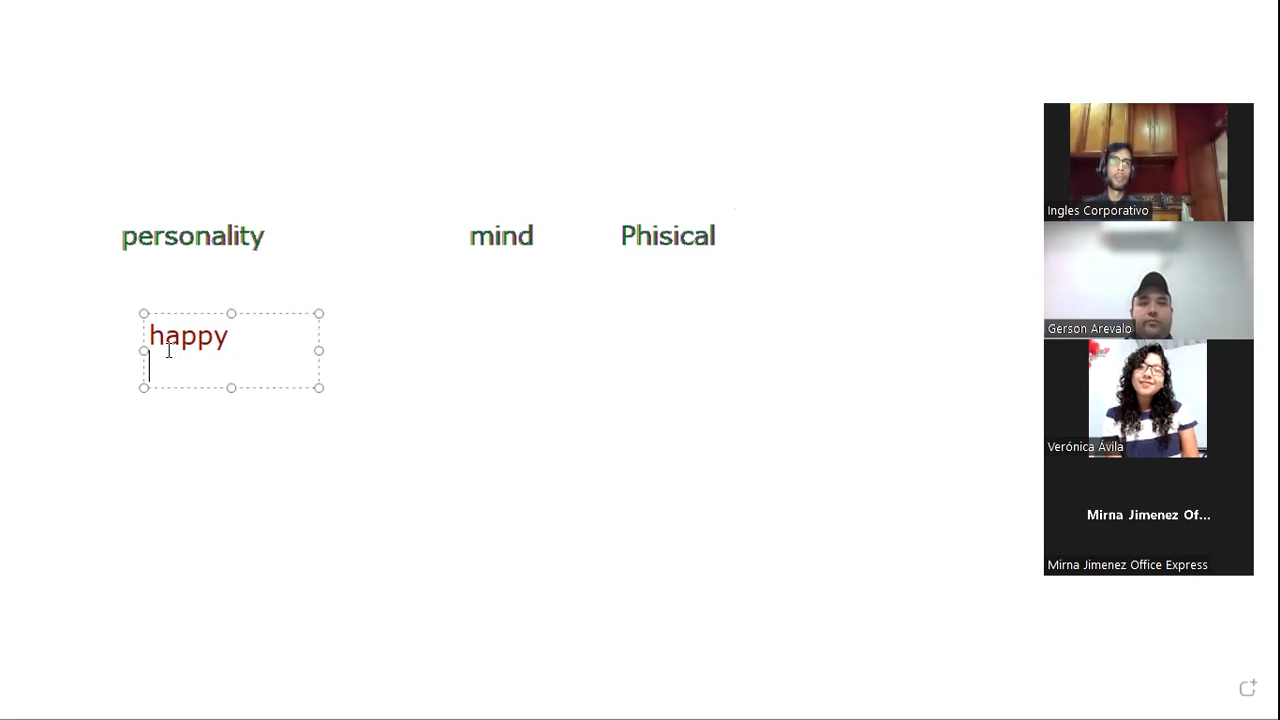 personality mind Phisical
happy
Ingles Corporativo
Gerson Arevalo
Verónica Ávila
Mirna Jimenez Of...
Mirna Jimenez Office Express